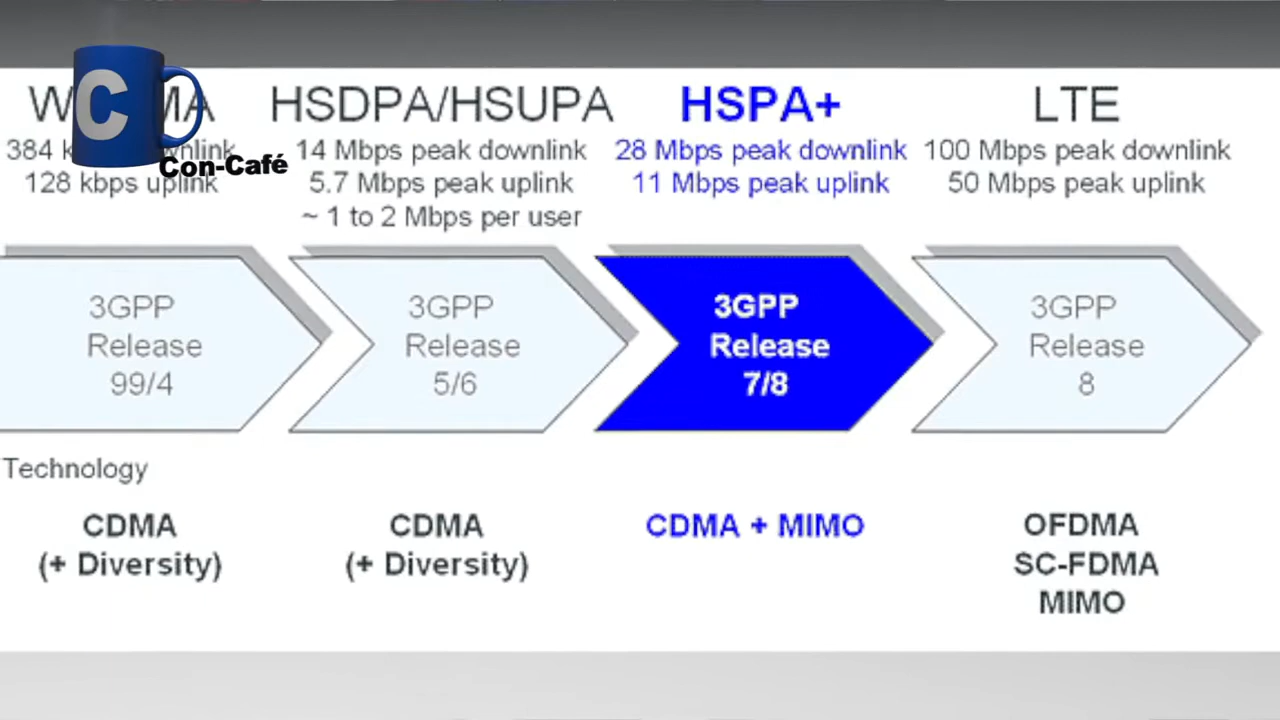 C
Con-Café
HSDPA/HSUPA
HSPA+
LTE
384
128 kbps uplink
14 Mbps peak downlink
5.7 Mbps peak uplink
~ 1 to 2 Mbps per user
28 Mbps peak downlink
11 Mbps peak uplink
100 Mbps peak downlink
50 Mbps peak uplink
3GPP
Release
99/4
3GPP
Release
5/6
3GPP
Release
7/8
3GPP
Release
8
Technology
CDMA
(+ Diversity)
CDMA
(+ Diversity)
CDMA + MIMO
OFDMA
SC-FDMA
MIMO